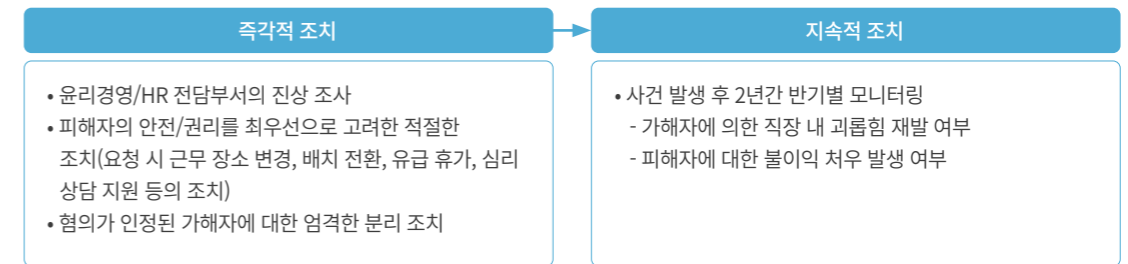 즉각적 조치
• 윤리경영/HR 전담부서의 진상 조사
• 피해자의 안전/권리를 최우선으로 고려한 적절한
조치(요청 시 근무 장소 변경, 배치 전환, 유급 휴가, 심리
상담 지원 등의 조치)
• 혐의가 인정된 가해자에 대한 엄격한 분리 조치
지속적 조치
• 사건 발생 후 2년간 반기별 모니터링
- 가해자에 의한 직장 내 괴롭힘 재발 여부
- 피해자에 대한 불이익 처우 발생 여부